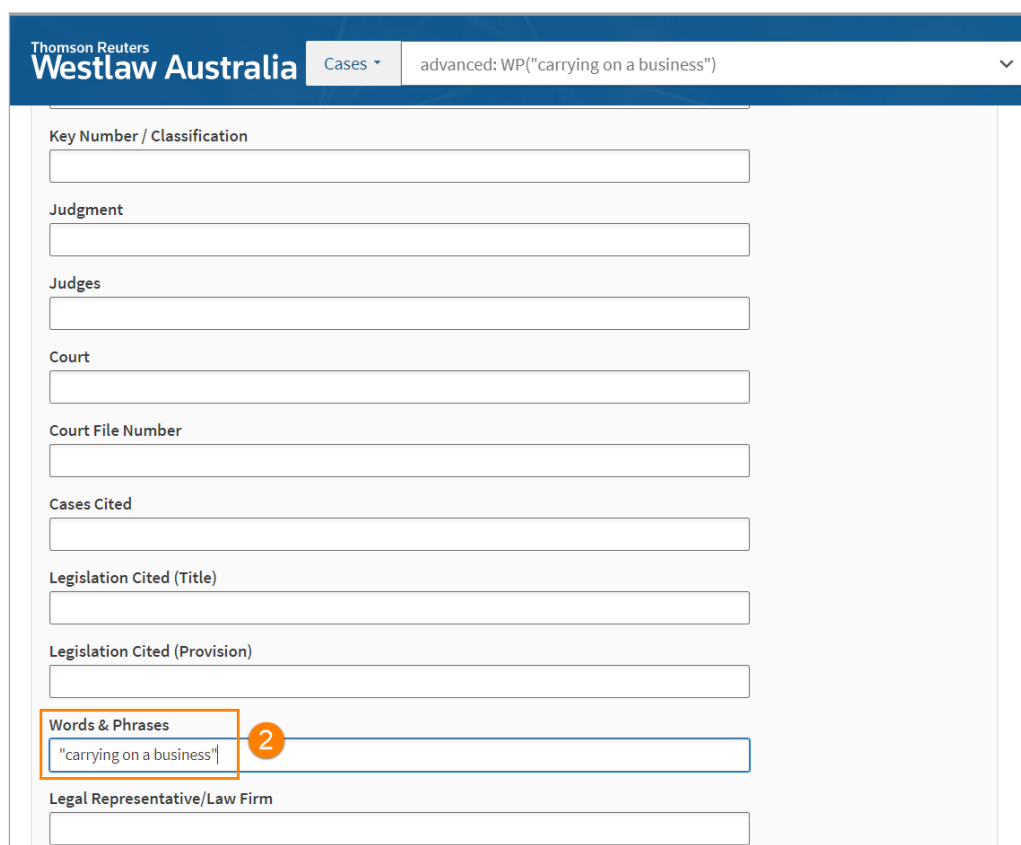 Thomson Reuters
Westlaw Australia
Cases
advanced: WP("carrying on a business")
Key Number / Classification
Judgment
Judges
Court
Court File Number
Cases Cited
Legislation Cited (Title)
Legislation Cited (Provision)
Words & Phrases
"carrying on a business"
2
Legal Representative/Law Firm